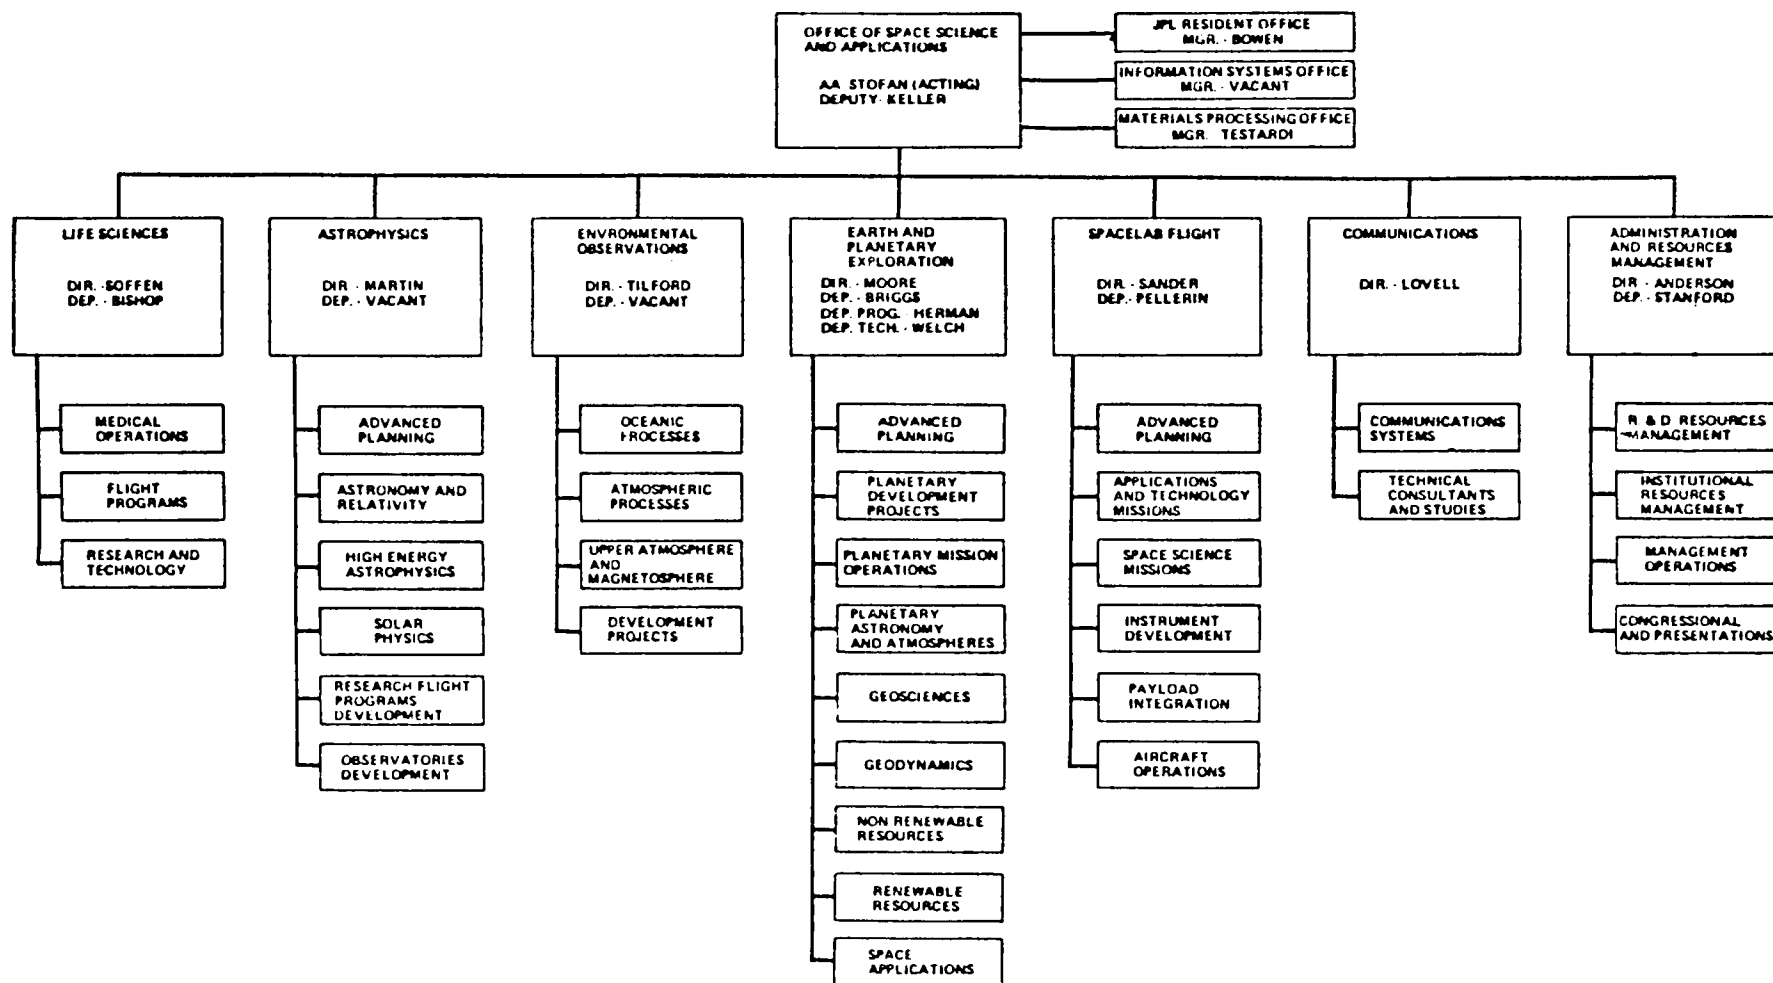 OFFICE OF SPACE SCIENCE
AND APPLICATIONS
AA STOFAN (ACTING)
DEPUTY - KELLER
JPL RESIDENT OFFICE
MGR. - BOWEN
INFORMATION SYSTEMS OFFICE
MGR. - VACANT
MATERIALS PROCESSING OFFICE
MGR. TESTARDI
LIFE SCIENCES
DIR. - SOFFEN
DEP. - BISHOP
MEDICAL
OPERATIONS
FLIGHT
PROGRAMS
RESEARCH AND
TECHNOLOGY
ASTROPHYSICS
DIR. - MARTIN
DEP. - VACANT
ADVANCED
PLANNING
ASTRONOMY AND
RELATIVITY
HIGH ENERGY
ASTROPHYSICS
SOLAR
PHYSICS
RESEARCH FLIGHT
PROGRAMS
DEVELOPMENT
OBSERVATORIES
DEVELOPMENT
ENVIRONMENTAL
OBSERVATIONS
DIR. - TILFORD
DEP. - VACANT
OCEANIC
PROCESSES
ATMOSPHERIC
PROCESSES
UPPER ATMOSPHERE
AND
MAGNETOSPHERE
DEVELOPMENT
PROJECTS
EARTH AND
PLANETARY
EXPLORATION
DIR. - MOORE
DEP. - BRIGGS
DEP. PROG. - HERMAN
DEP. TECH. - WELCH
ADVANCED
PLANNING
PLANETARY
DEVELOPMENT
PROJECTS
PLANETARY MISSION
OPERATIONS
PLANETARY
ASTRONOMY
AND ATMOSPHERES
GEOSCIENCES
GEODYNAMICS
NON RENEWABLE
RESOURCES
RENEWABLE
RESOURCES
SPACE
APPLICATIONS
SPACELAB FLIGHT
DIR. - SANDER
DEP. - PELLERIN
ADVANCED
PLANNING
APPLICATIONS
AND TECHNOLOGY
MISSIONS
SPACE SCIENCE
MISSIONS
INSTRUMENT
DEVELOPMENT
PAYLOAD
INTEGRATION
AIRCRAFT
OPERATIONS
COMMUNICATIONS
DIR. - LOVELL
COMMUNICATIONS
SYSTEMS
TECHNICAL
CONSULTANTS
AND STUDIES
ADMINISTRATION
AND RESOURCES
MANAGEMENT
DIR. - ANDERSON
DEP. - STANFORD
R & D RESOURCES
MANAGEMENT
INSTITUTIONAL
RESOURCES
MANAGEMENT
MANAGEMENT
OPERATIONS
CONGRESSIONAL
AND PRESENTATIONS